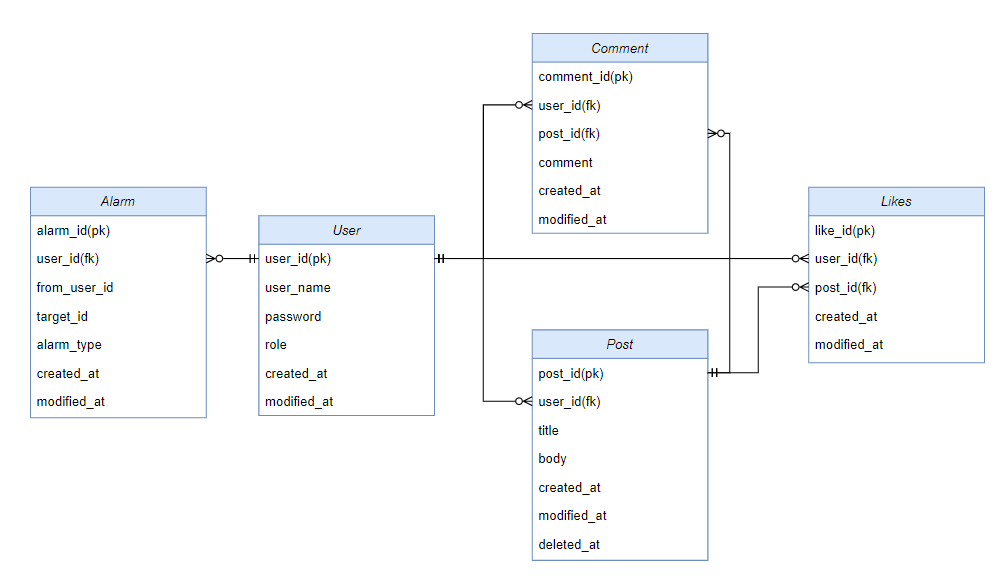 Alarm
alarm_id(pk)
user_id(fk)
from_user_id
target_id
alarm_type
created_at
modified_at
User
user_id(pk)
user_name
password
role
created_at
modified_at
Comment
comment_id(pk)
user_id(fk)
post_id(fk)
comment
created_at
modified_at
Post
post_id(pk)
user_id(fk)
title
body
created_at
modified_at
deleted_at
Likes
like_id(pk)
user_id(fk)
post_id(fk)
created_at
modified_at